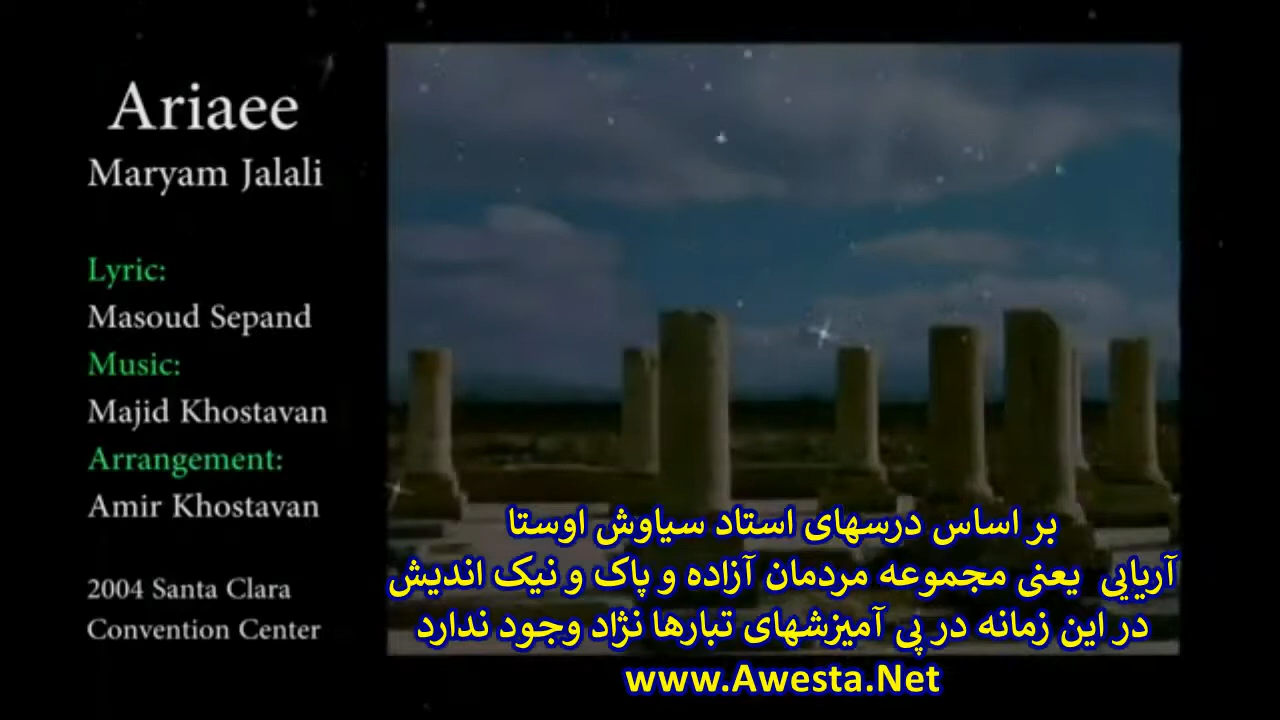 Ariaee
Maryam Jalali
Lyric:
Masoud Sepand
Music:
Majid Khostavan
Arrangement:
Amir Khostavan
2004 Santa Clara
Convention Center
بر اساس درسهای استاد سیاوش اوستا
آریایی یعنی مجموعه مردمان آزاده و پاک و نیک اندیش
در این زمانه در پی آمیزشهای تبارها نژاد وجود ندارد
www.Awesta.Net